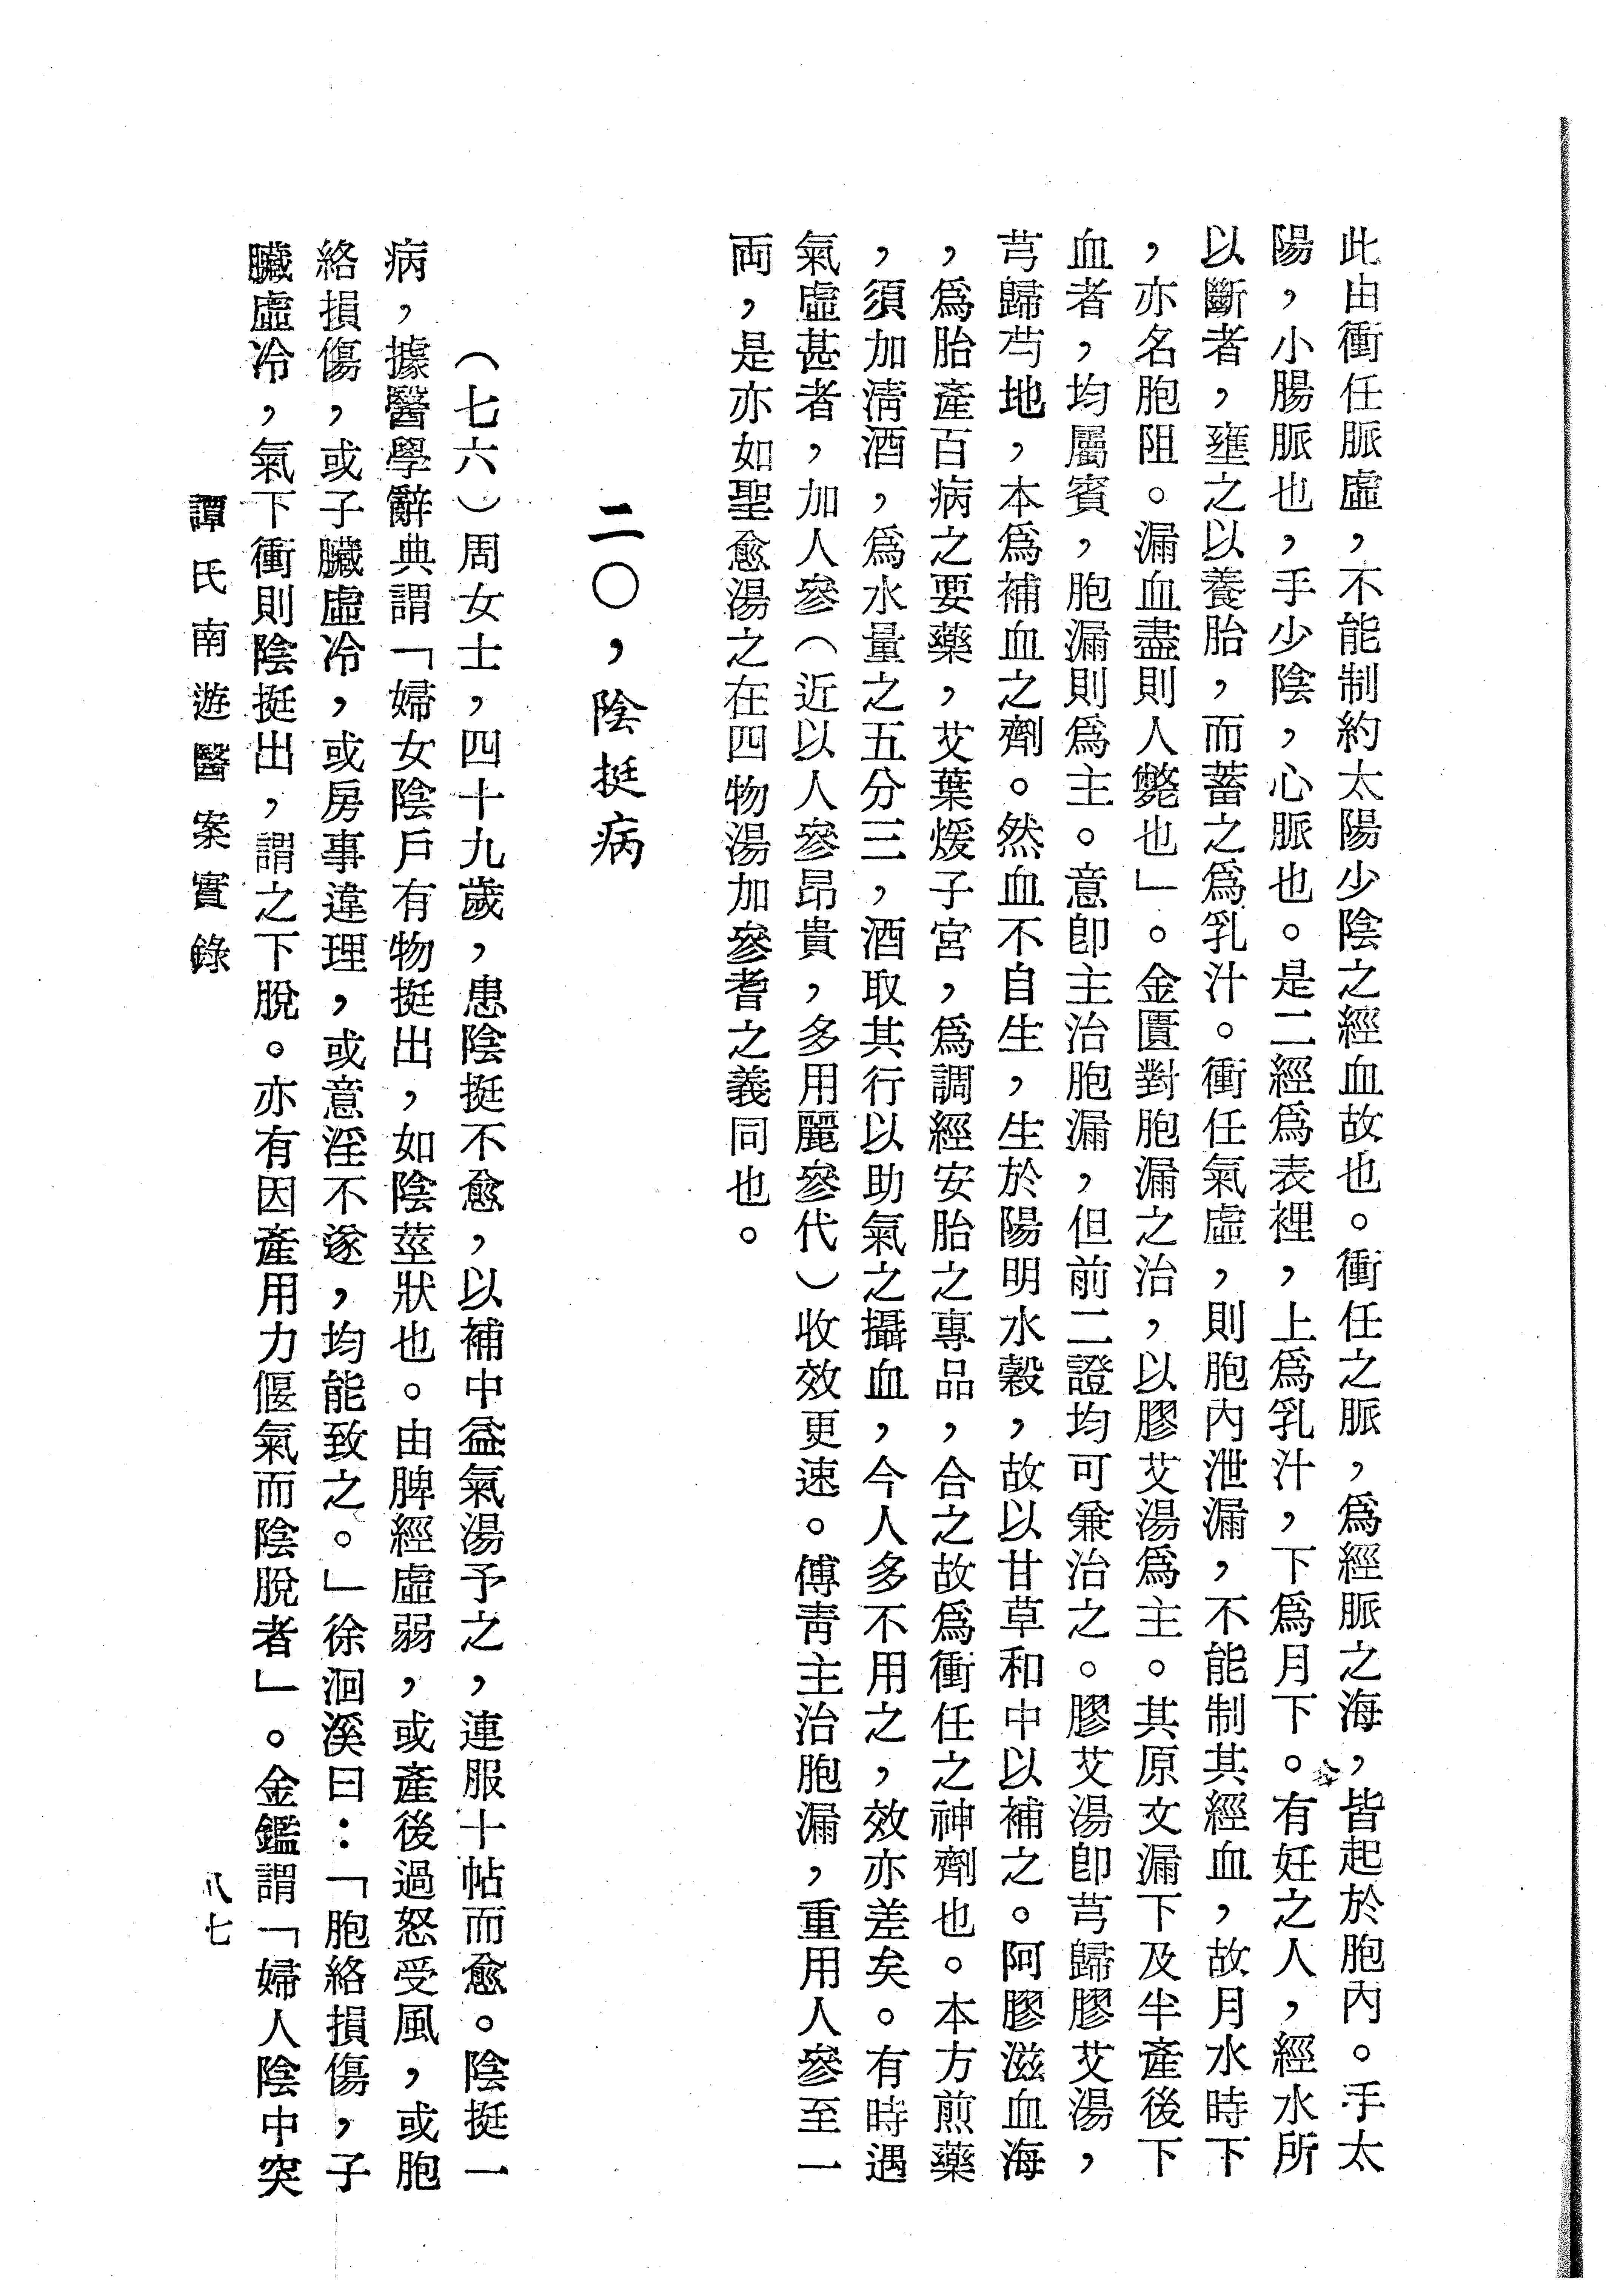 此由衝任脈虛，不能制約太陽少陰之經血故也。衝任之脈，爲經脈之海，皆起於胞內。手太
陽，小腸脈也，手少陰，心脈也。是二經爲表裡，上爲乳汁，下爲月下。有妊之人，經水所
以斷者，壅之以養胎，而蓄之爲乳汁。衝任氣虛，則胞內泄漏，不能制其經血，故月水時下
，亦名胞阻。漏血盡則人斃也」。金匱對胞漏之治，以膠艾湯爲主。其原文漏下及半產後下
血者，均屬賓，胞漏則爲主。意卽主治胞漏，但前二證均可兼治之。膠艾湯卽芎歸膠艾湯，
芎歸芍地，本爲補血之劑。然血不自生，生於陽明水穀，故以甘草和中以補之。阿膠滋血海
，爲胎產百病之要藥，艾葉煖子宮，爲調經安胎之專品，合之故爲衝任之神劑也。本方煎藥
，須加淸酒，爲水量之五分三，酒取其行以助氣之攝血，今人多不用之，效亦差矣。有時遇
氣虛甚者，加人參（近以人參昂貴，多用麗參代）收效更速。傅靑主治胞漏，重用人參至一
両，是亦如聖愈湯之在四物湯加參耆之義同也。
二〇，陰挺病
（七六）周女士，四十九歲，患陰挺不愈，以補中益氣湯予之，連服十帖而愈。陰挺一
病，據醫學辭典謂「婦女陰戶有物挺出，如陰莖狀也。由脾經虛弱，或產後過怒受風，或胞
絡損傷，或子臟虛冷，或房事違理，或意淫不遂，均能致之。」徐洄溪曰：「胞絡損傷，子
臟虛冷，氣下衝則陰挺出，謂之下脫。亦有因產用力偃氣而陰脫者」。金鑑謂「婦人陰中突
譚氏南遊醫案實錄
八七